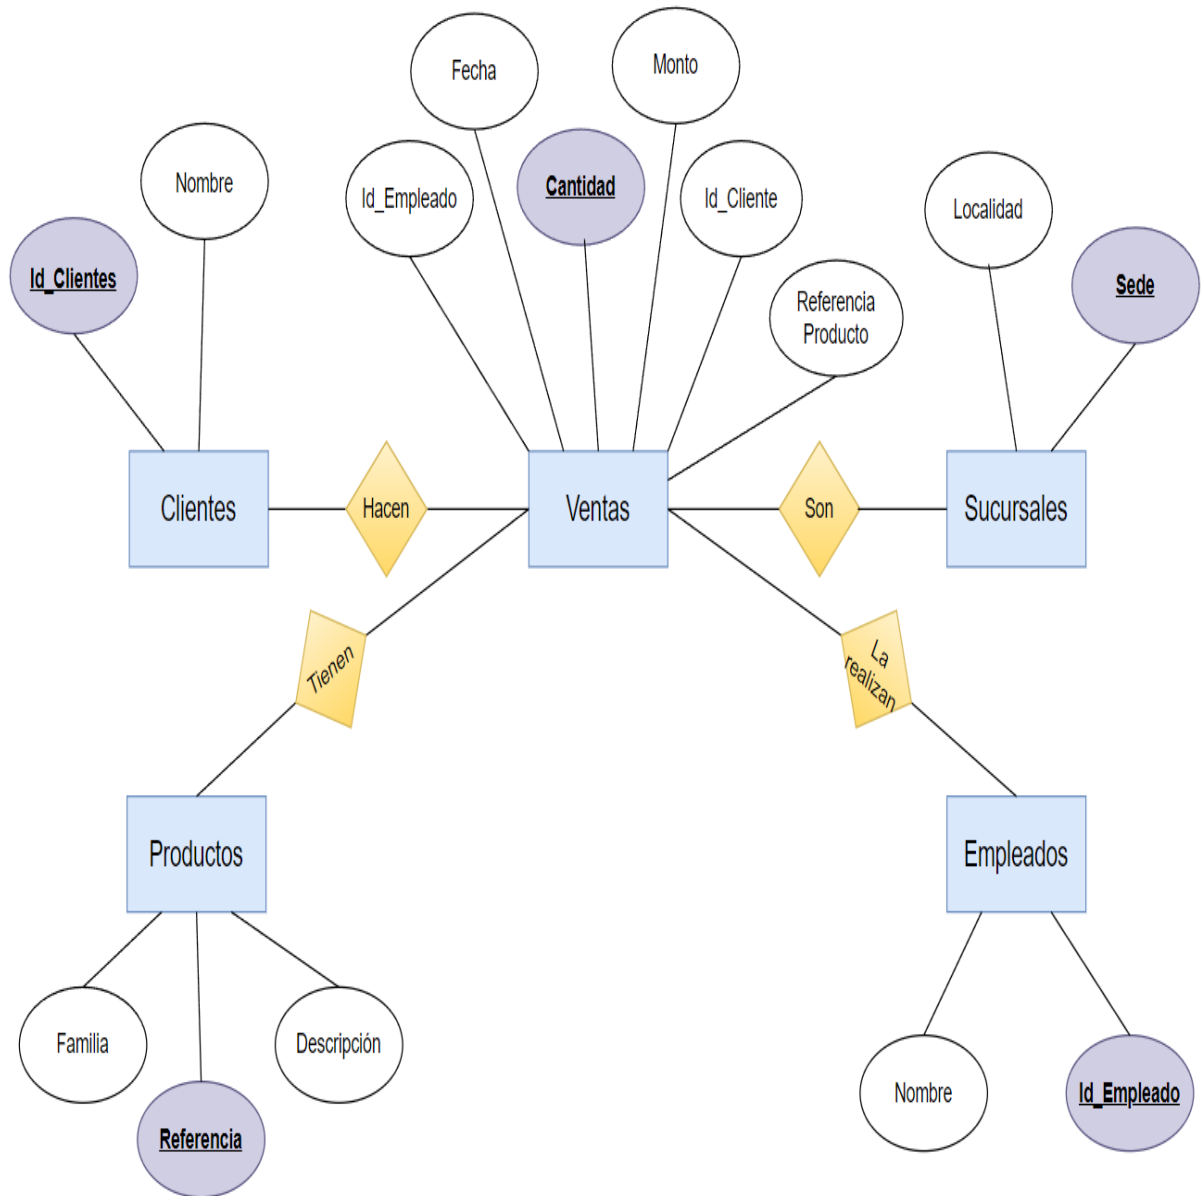 Fecha
Monto
Nombre
Id_Empleado
Cantidad
Id_Cliente
Localidad
Id_Clientes
Sede
Referencia
Producto
Clientes
Hacen
Ventas
Son
Sucursales
Tienen
La
realizan
Productos
Empleados
Familia
Descripción
Nombre
Id_Empleado
Referencia